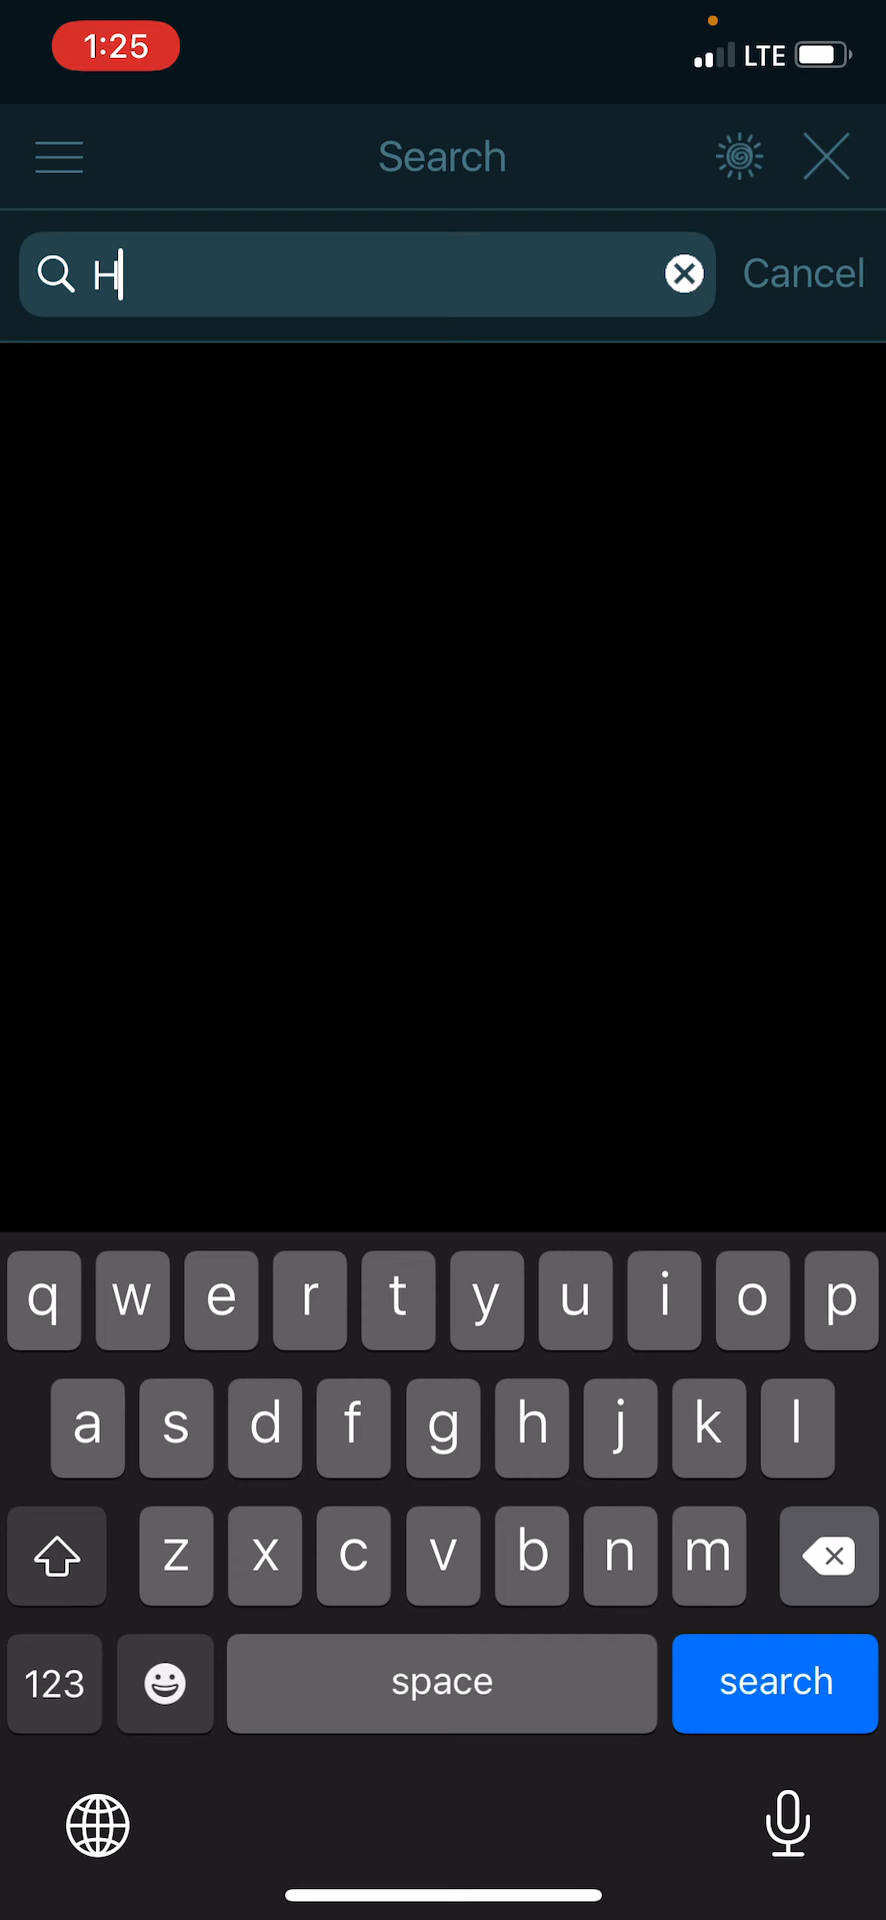 1:25 LTE
Search
H Cancel
q w e r t y u i o p
a s d f g h j k l
z x c v b n m
123 space search